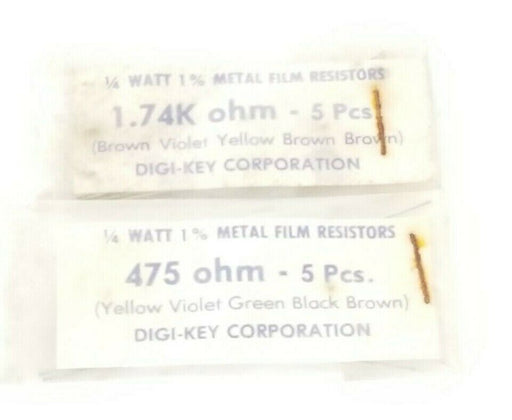 ¼ WATT 1% METAL FILM RESISTORS
1.74K ohm - 5 Pcs.
(Brown Violet Yellow Brown Brown)
DIGI-KEY CORPORATION
¼ WATT 1% METAL FILM RESISTORS
475 ohm - 5 Pcs.
(Yellow Violet Green Black Brown)
DIGI-KEY CORPORATION